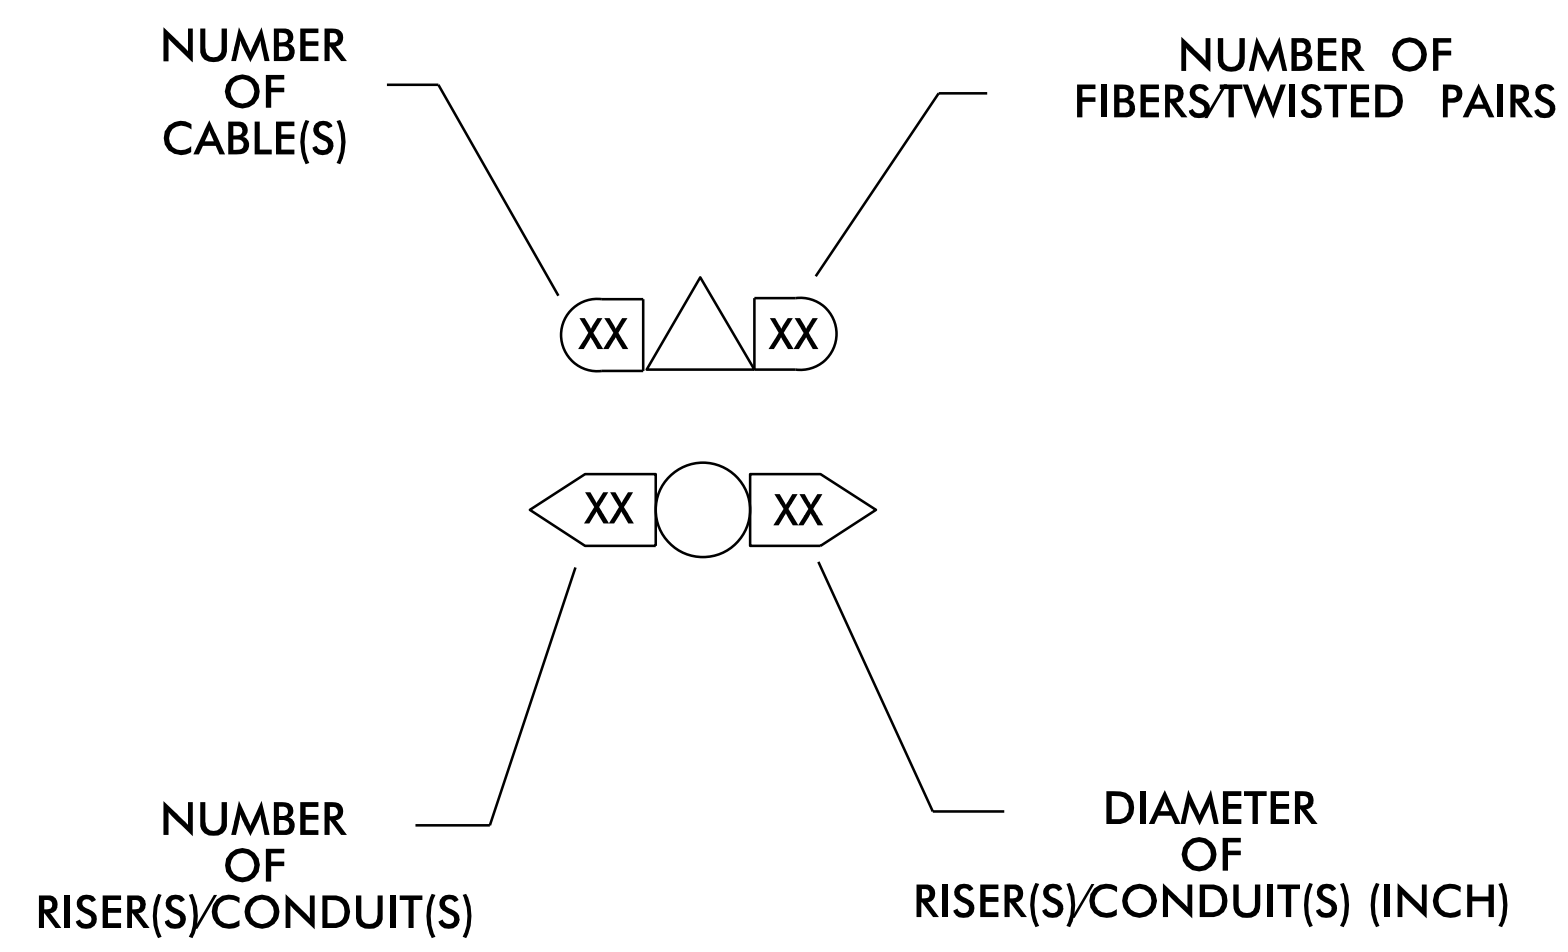 NUMBER
OF
CABLE(S)
NUMBER OF
FIBERS/TWISTED PAIRS
XX
XX
XX
XX
NUMBER
OF
RISER(S)/CONDUIT(S)
DIAMETER
OF
RISER(S)/CONDUIT(S) (INCH)